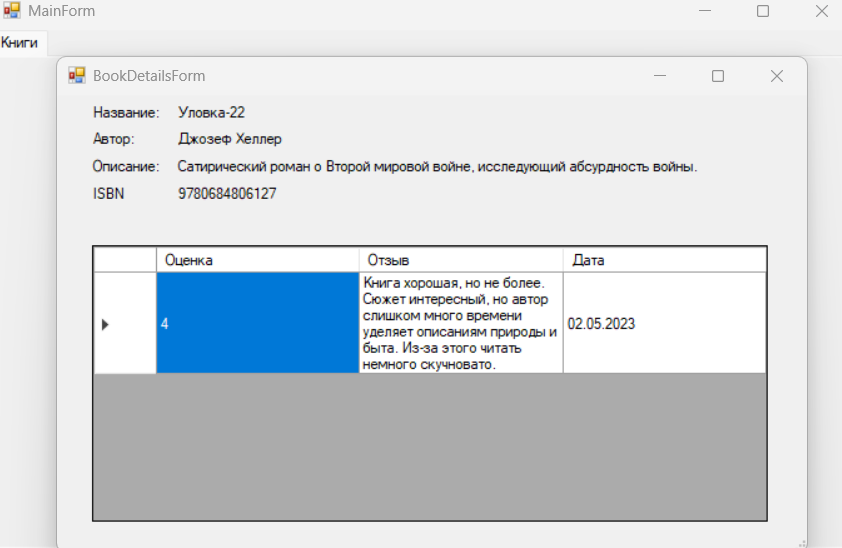 MainForm
Книги
BookDetailsForm
Название: Уловка-22
Автор: Джозеф Хеллер
Описание: Сатирический роман о Второй мировой войне, исследующий абсурдность войны.
ISBN 9780684806127
Оценка Отзыв Дата
4
Книга хорошая, но не более.
Сюжет интересный, но автор
слишком много времени
уделяет описаниям природы и
быта. Из-за этого читать
немного скучновато.
02.05.2023